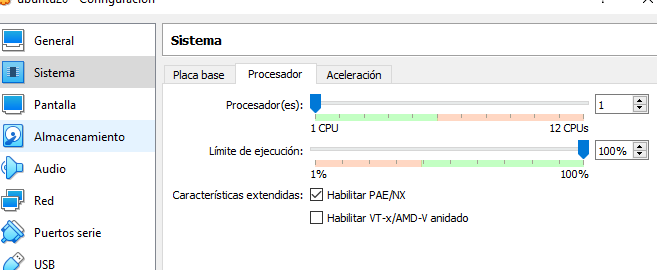 ubuntu20 - Configuración
General
Sistema
Pantalla
Almacenamiento
Audio
Red
Puertos serie
USB
Sistema
Placa base Procesador Aceleración
Procesador(es): 1
1 CPU 12 CPUs
Límite de ejecución: 100%
1% 100%
Características extendidas: Habilitar PAE/NX
Habilitar VT-x/AMD-V anidado